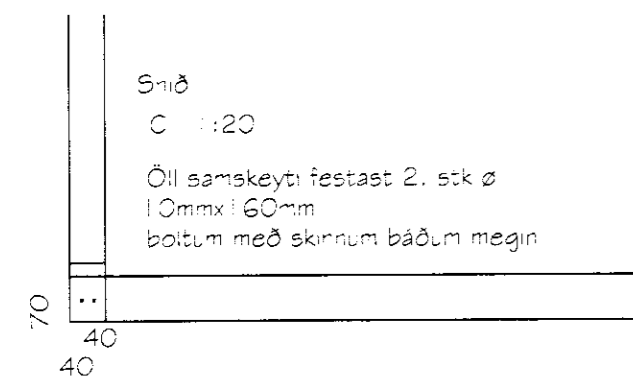 Snið
C 1:20
Öll samskeyti festast 2. stk ø
10mmx160mm
boltum með skinnum báðum megin
70
40
40